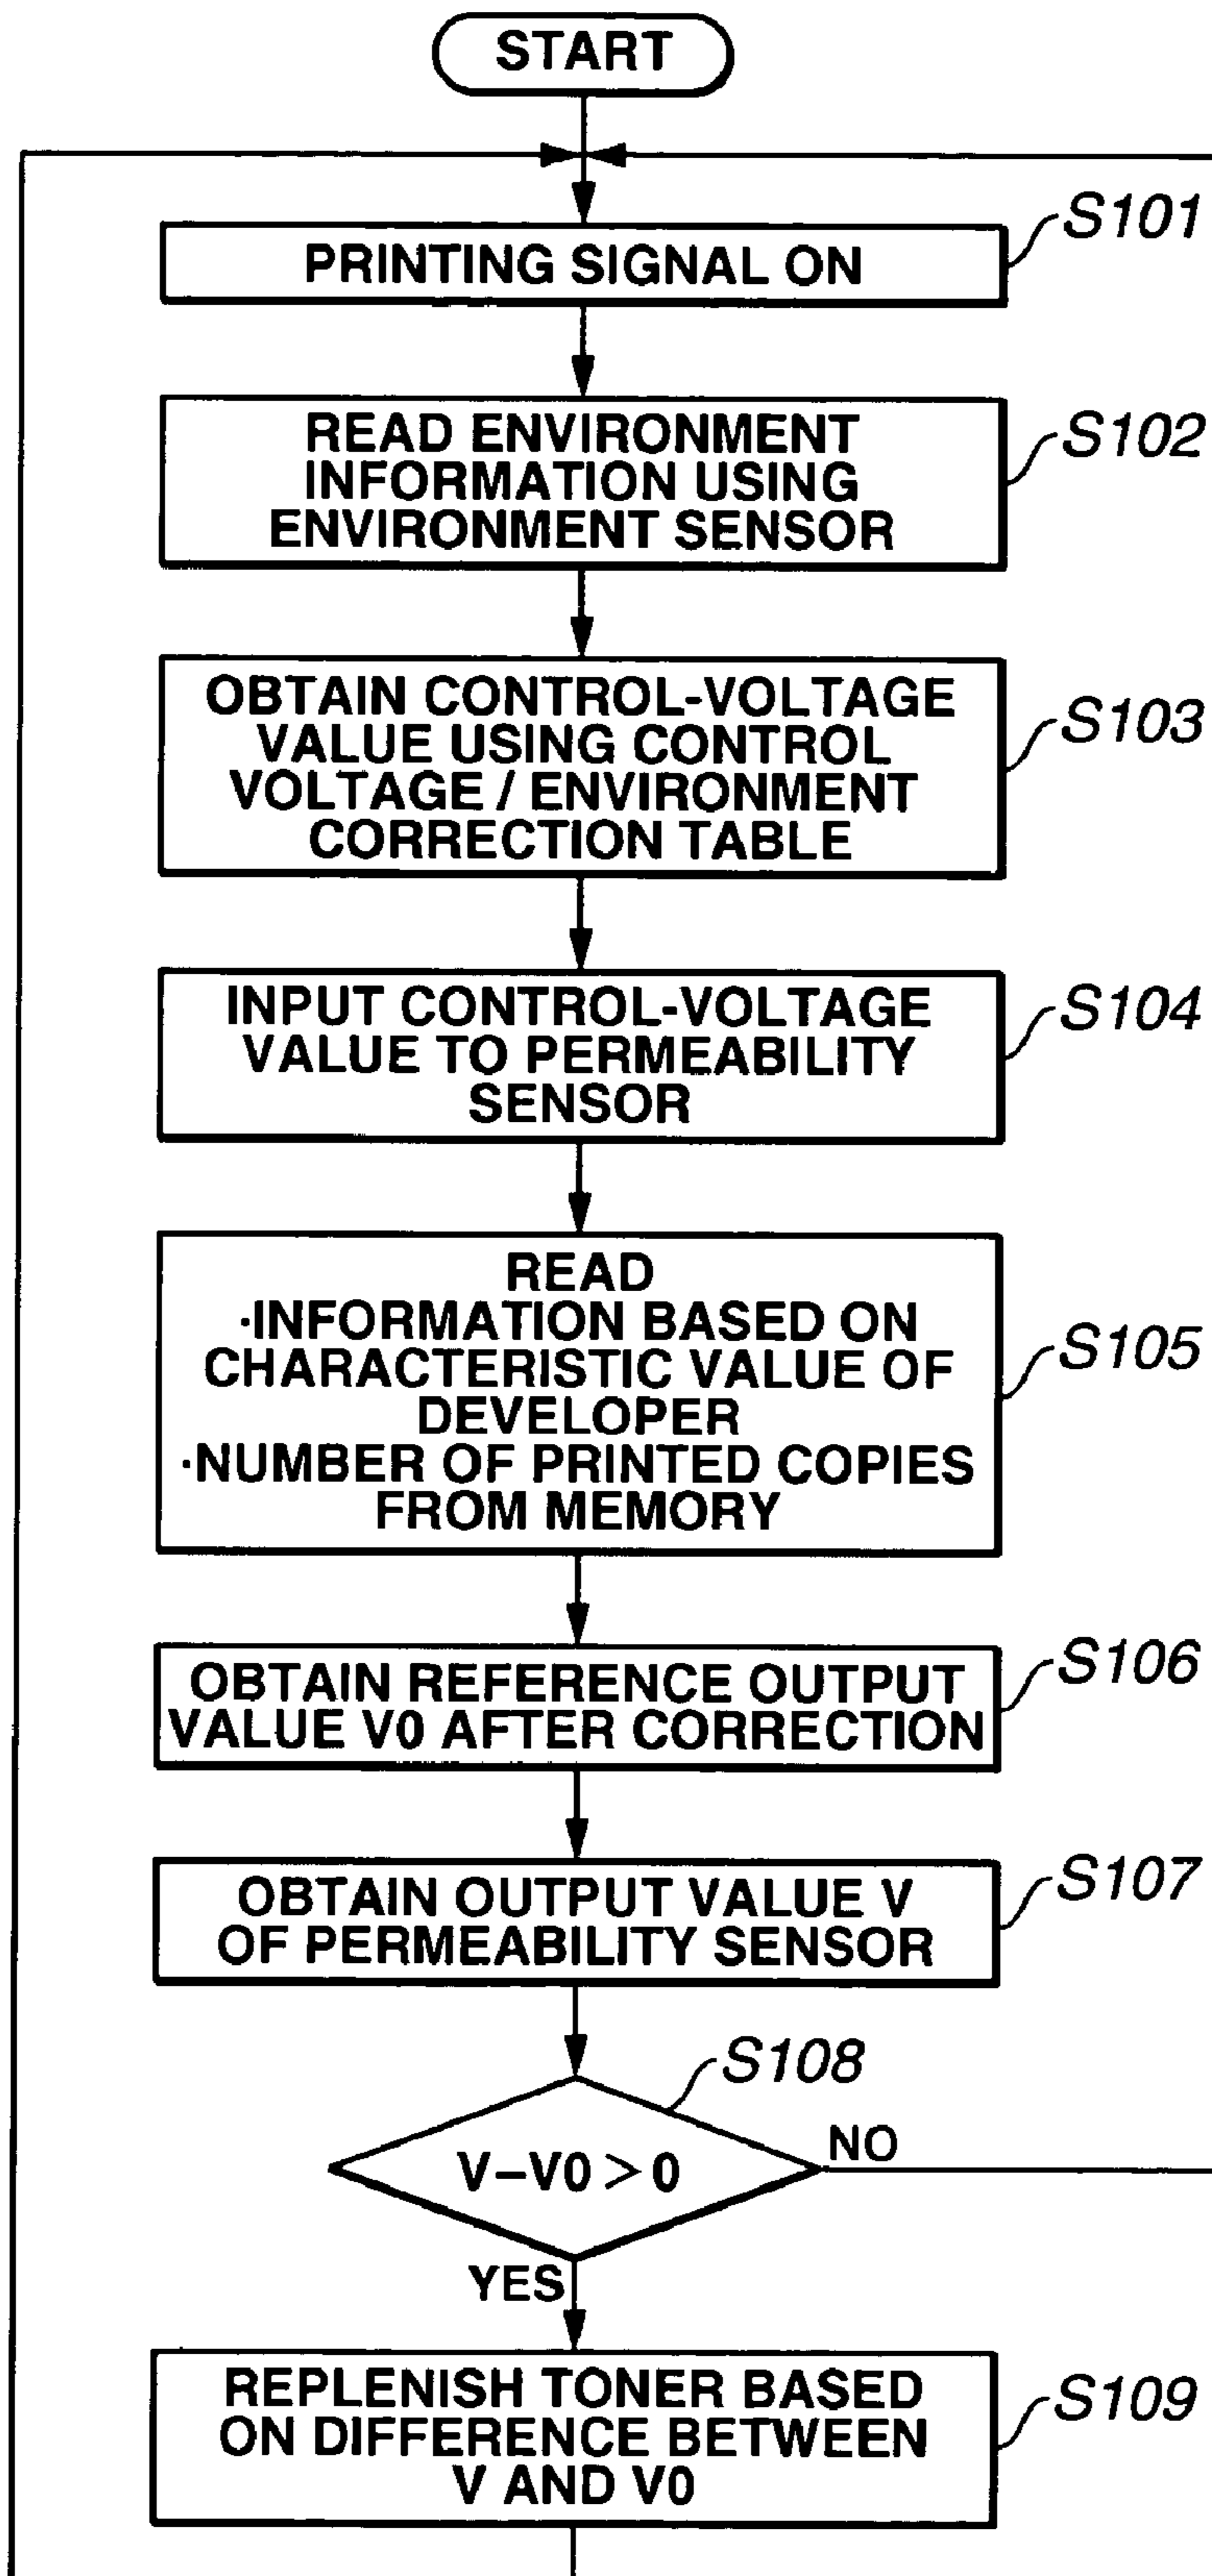 START
S101
PRINTING SIGNAL ON
S102
READ ENVIRONMENT
INFORMATION USING
ENVIRONMENT SENSOR
S103
OBTAIN CONTROL-VOLTAGE
VALUE USING CONTROL
VOLTAGE / ENVIRONMENT
CORRECTION TABLE
S104
INPUT CONTROL-VOLTAGE
VALUE TO PERMEABILITY
SENSOR
S105
READ
·INFORMATION BASED ON
CHARACTERISTIC VALUE OF
DEVELOPER
·NUMBER OF PRINTED COPIES
FROM MEMORY
S106
OBTAIN REFERENCE OUTPUT
VALUE V0 AFTER CORRECTION
S107
OBTAIN OUTPUT VALUE V
OF PERMEABILITY SENSOR
S108
V–V0 > 0
NO
YES
S109
REPLENISH TONER BASED
ON DIFFERENCE BETWEEN
V AND V0